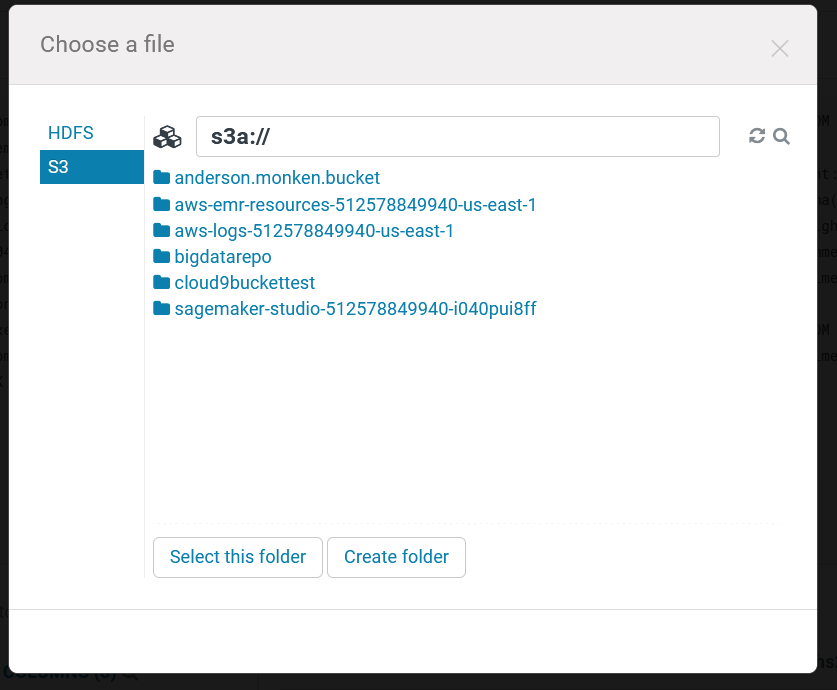 Choose a file
HDFS
S3
s3a://
anderson.monken.bucket
aws-emr-resources-512578849940-us-east-1
aws-logs-512578849940-us-east-1
bigdatarepo
cloud9buckettest
sagemaker-studio-512578849940-i040pui8ff
Select this folder
Create folder